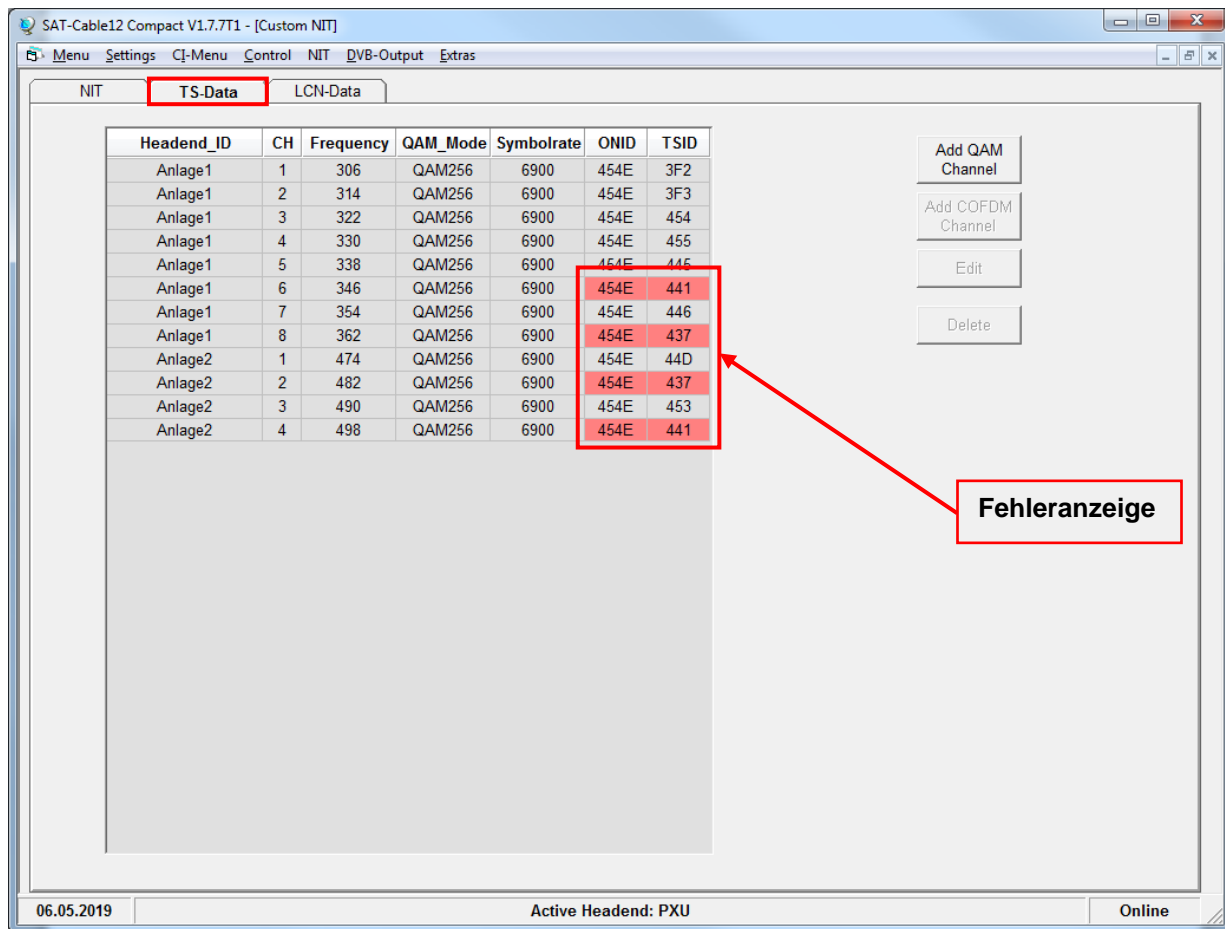 SAT-Cable12 Compact V1.7.7T1 - [Custom NIT]
Menu Settings CI-Menu Control NIT DVB-Output Extras
NIT TS-Data LCN-Data
Headend_ID CH Frequency QAM_Mode Symbolrate ONID TSID
Anlage1 1 306 QAM256 6900 454E 3F2
Anlage1 2 314 QAM256 6900 454E 3F3
Anlage1 3 322 QAM256 6900 454E 454
Anlage1 4 330 QAM256 6900 454E 455
Anlage1 5 338 QAM256 6900 454E 445
Anlage1 6 346 QAM256 6900 454E 441
Anlage1 7 354 QAM256 6900 454E 446
Anlage1 8 362 QAM256 6900 454E 437
Anlage2 1 474 QAM256 6900 454E 44D
Anlage2 2 482 QAM256 6900 454E 437
Anlage2 3 490 QAM256 6900 454E 453
Anlage2 4 498 QAM256 6900 454E 441
Add QAM
Channel
Add COFDM
Channel
Edit
Delete
Fehleranzeige
06.05.2019 Active Headend: PXU Online